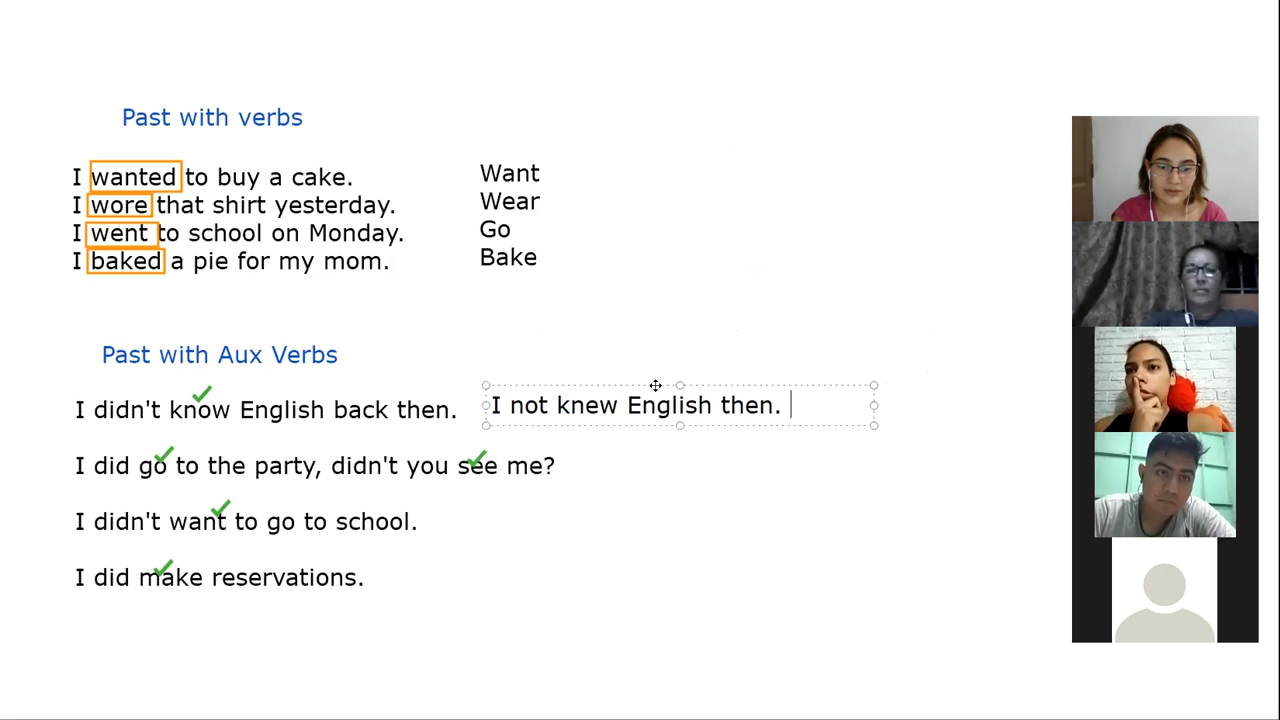 Past with verbs
I wanted to buy a cake.
I wore that shirt yesterday.
I went to school on Monday.
I baked a pie for my mom.
Want
Wear
Go
Bake
Past with Aux Verbs
I didn't know English back then.
I not knew English then.
I did go to the party, didn't you see me?
I didn't want to go to school.
I did make reservations.